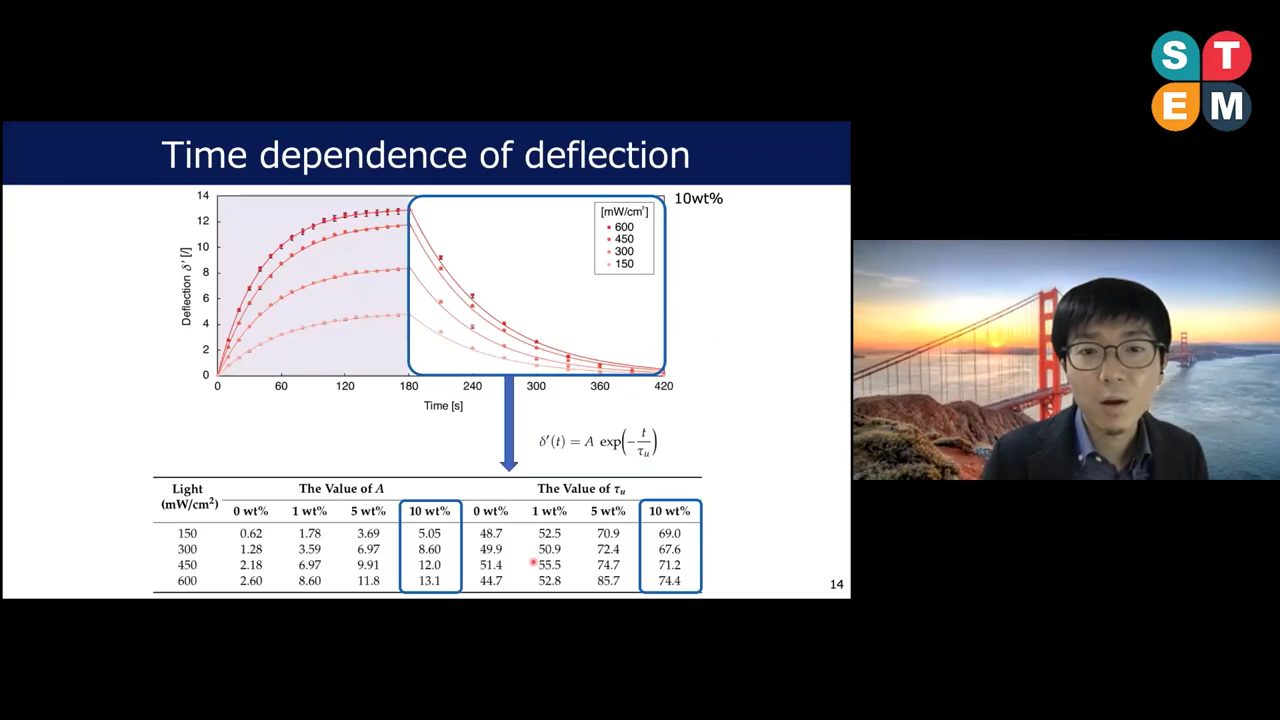 S T
E M
Time dependence of deflection
10wt%
14
12
10
8
6
4
2
0
Deflection δ' [/]
[mW/cm²]
600
450
300
150
0 60 120 180 240 300 360 420
Time [s]
δ′(t) = A exp(−t/τu)
Light (mW/cm²) The Value of A The Value of τu
0 wt% 1 wt% 5 wt% 10 wt% 0 wt% 1 wt% 5 wt% 10 wt%
150 0.62 1.78 3.69 5.05 48.7 52.5 70.9 69.0
300 1.28 3.59 6.97 8.60 49.9 50.9 72.4 67.6
450 2.18 6.97 9.91 12.0 51.4 55.5 74.7 71.2
600 2.60 8.60 11.8 13.1 44.7 52.8 85.7 74.4
14